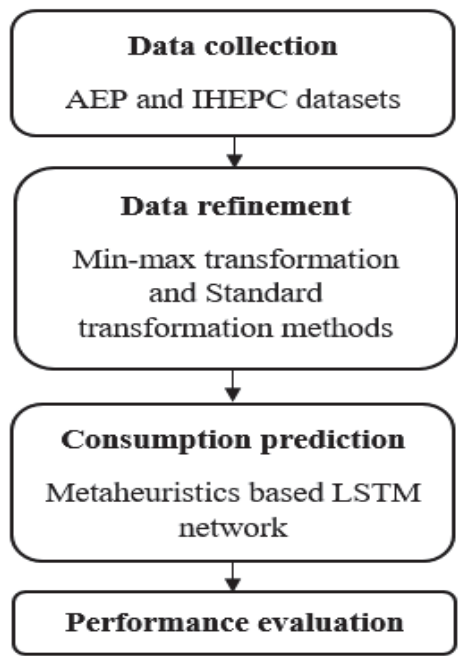 Data collection
AEP and IHEPC datasets
Data refinement
Min-max transformation
and Standard
transformation methods
Consumption prediction
Metaheuristics based LSTM
network
Performance evaluation